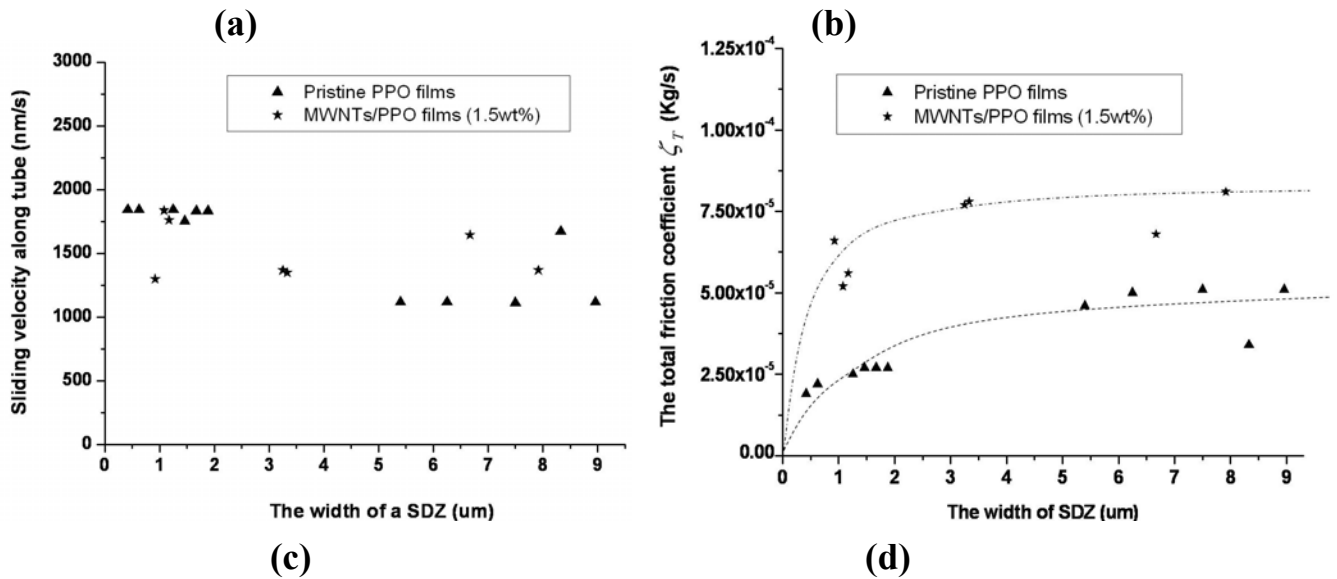 (a)
(b)
3000
2500
2000
1500
1000
500
0
Sliding velocity along tube (nm/s)
Pristine PPO films
MWNTs/PPO films (1.5wt%)
0 1 2 3 4 5 6 7 8 9
The width of a SDZ (um)
1.25x10⁻⁴
1.00x10⁻⁴
7.50x10⁻⁵
5.00x10⁻⁵
2.50x10⁻⁵
0.00
The total friction coefficient ζ_T (Kg/s)
Pristine PPO films
MWNTs/PPO films (1.5wt%)
0 1 2 3 4 5 6 7 8 9
The width of SDZ (um)
(c)
(d)